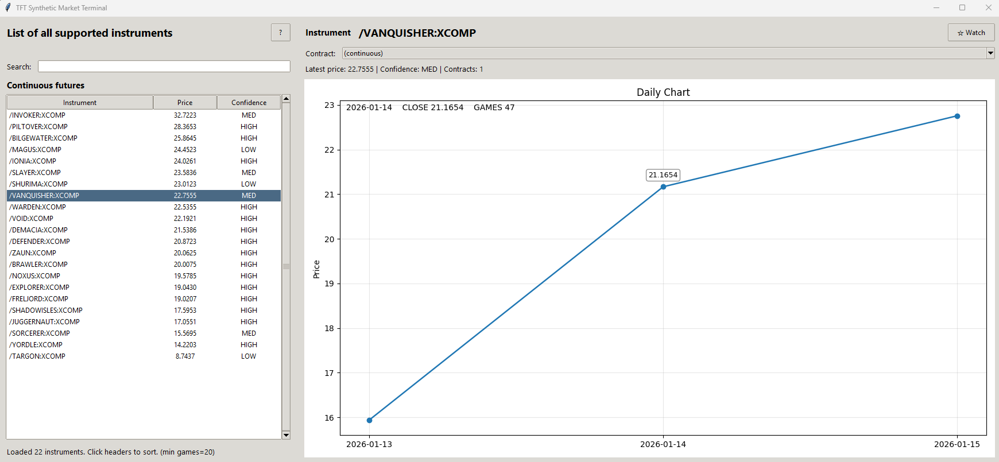 TFT Synthetic Market Terminal
List of all supported instruments
?
Search:
Continuous futures
Instrument Price Confidence
/INVOKER:XCOMP 32.7223 MED
/PILTOVER:XCOMP 28.3653 HIGH
/BILGEWATER:XCOMP 25.8645 HIGH
/MAGUS:XCOMP 24.4523 LOW
/IONIA:XCOMP 24.0261 HIGH
/SLAYER:XCOMP 23.5836 MED
/SHURIMA:XCOMP 23.0123 LOW
/VANQUISHER:XCOMP 22.7555 MED
/WARDEN:XCOMP 22.5355 HIGH
/VOID:XCOMP 22.1921 HIGH
/DEMACIA:XCOMP 21.5386 HIGH
/DEFENDER:XCOMP 20.8723 HIGH
/ZAUN:XCOMP 20.0625 HIGH
/BRAWLER:XCOMP 20.0075 HIGH
/NOXUS:XCOMP 19.5785 HIGH
/EXPLORER:XCOMP 19.0430 HIGH
/FRELJORD:XCOMP 19.0207 HIGH
/SHADOWISLES:XCOMP 17.5953 HIGH
/JUGGERNAUT:XCOMP 17.0551 HIGH
/SORCERER:XCOMP 15.5695 MED
/YORDLE:XCOMP 14.2203 HIGH
/TARGON:XCOMP 8.7437 LOW
Loaded 22 instruments. Click headers to sort. (min games=20)
Instrument /VANQUISHER:XCOMP
☆ Watch
Contract: (continuous)
Latest price: 22.7555 | Confidence: MED | Contracts: 1
Daily Chart
2026-01-14 CLOSE 21.1654 GAMES 47
21.1654
Price
23
22
21
20
19
18
17
16
2026-01-13 2026-01-14 2026-01-15